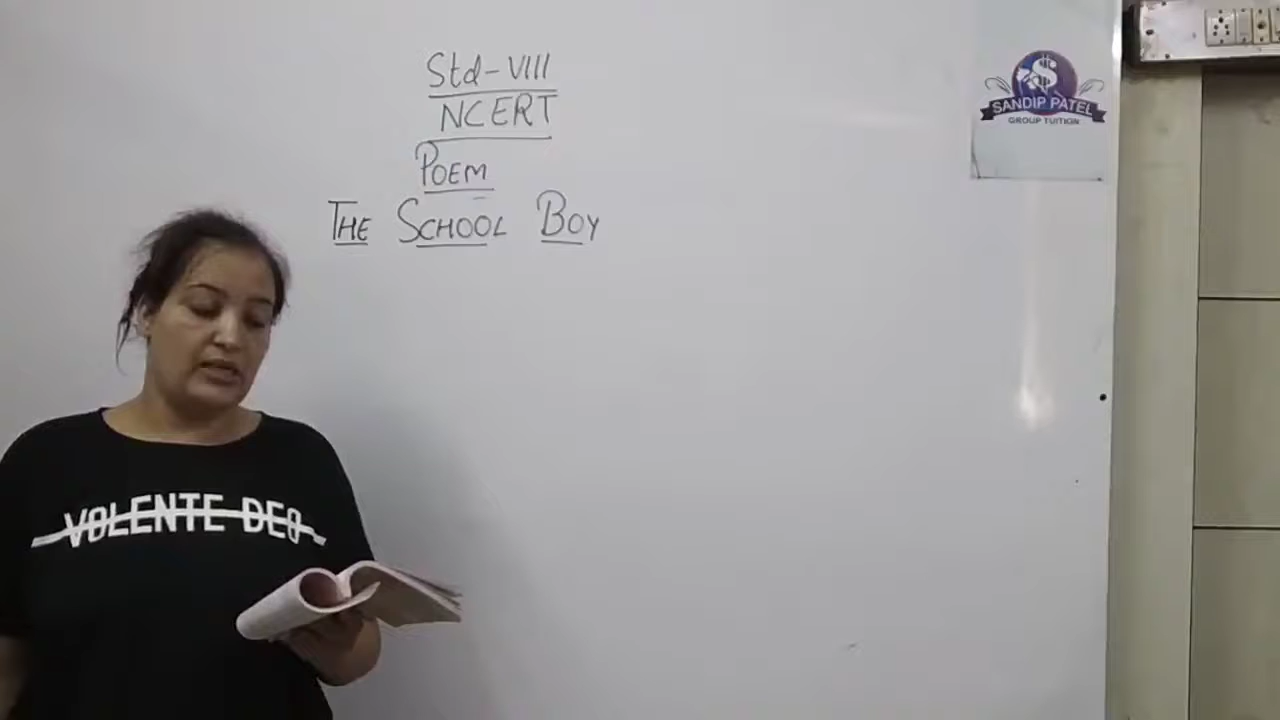 Std-VIII
NCERT
POEM
THE SCHOOL BOY
$
SANDIP PATEL
GROUP TUITION
VOLENTE DEO